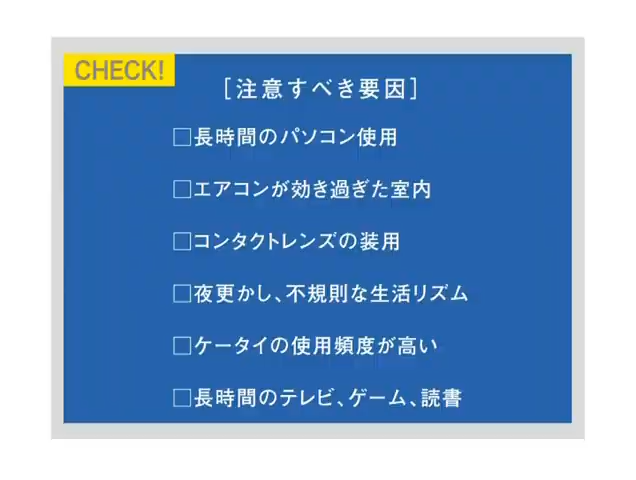 CHECK!
［注意すべき要因］
□長時間のパソコン使用
□エアコンが効き過ぎた室内
□コンタクトレンズの装用
□夜更かし、不規則な生活リズム
□ケータイの使用頻度が高い
□長時間のテレビ、ゲーム、読書